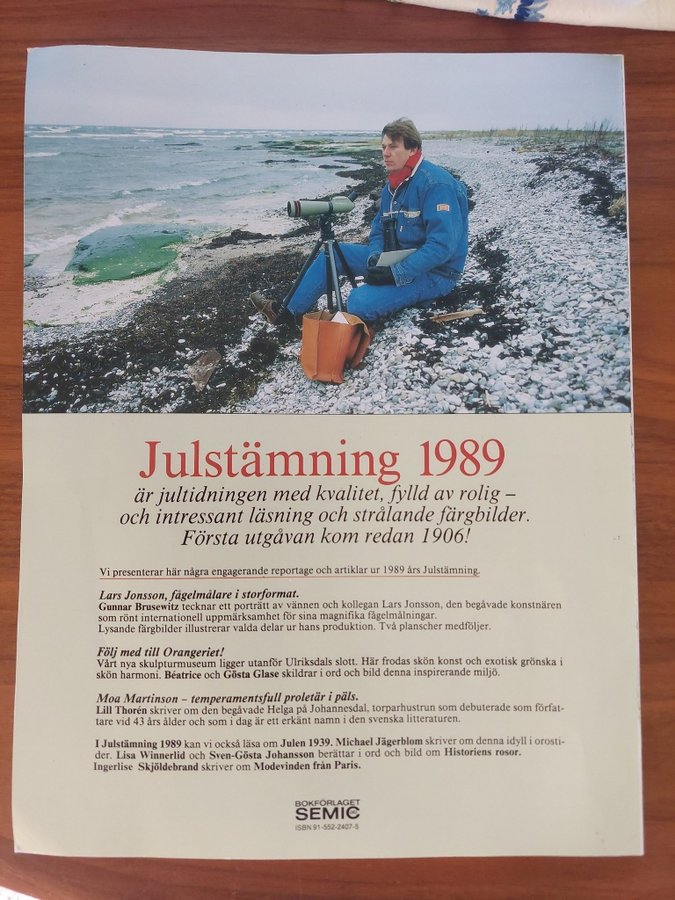 Julstämning 1989
är jultidningen med kvalitet, fylld av rolig –
och intressant läsning och strålande färgbilder.
Första utgåvan kom redan 1906!
Vi presenterar här några engagerande reportage och artiklar ur 1989 års Julstämning.
Lars Jonsson, fågelmålare i storformat.
Gunnar Brusewitz tecknar ett porträtt av vännen och kollegan Lars Jonsson, den begåvade konstnären
som rönt internationell uppmärksamhet för sina magnifika fågelmålningar.
Lysande färgbilder illustrerar valda delar ur hans produktion. Två planscher medföljer.
Följ med till Orangeriet!
Vårt nya skulpturmuseum ligger utanför Ulriksdals slott. Här frodas skön konst och exotisk grönska i
skön harmoni. Béatrice och Gösta Glase skildrar i ord och bild denna inspirerande miljö.
Moa Martinson – temperamentsfull proletär i päls.
Lill Thorén skriver om den begåvade Helga på Johannesdal, torparhustrun som debuterade som förfat-
tare vid 43 års ålder och som i dag är ett erkänt namn i den svenska litteraturen.
I Julstämning 1989 kan vi också läsa om Julen 1939. Michael Jägerblom skriver om denna idyll i orosti-
der. Lisa Winnerlid och Sven-Gösta Johansson berättar i ord och bild om Historiens rosor.
Ingerlise Skjöldebrand skriver om Modevinden från Paris.
BOKFÖRLAGET
SEMIC
ISBN 91-552-2407-5